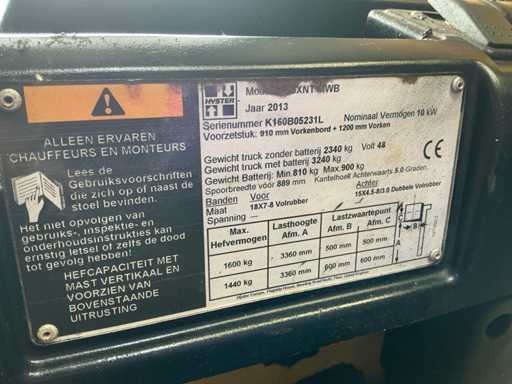 ALLEEN ERVAREN
CHAUFFEURS EN MONTEURS
Lees de
Gebruiksvoorschriften
die zich op of naast de
stoel bevinden.
Het niet opvolgen van
gebruiks-, inspektie- en
onderhoudsinstrukties kan
ernstig letsel of zelfs de dood
tot gevolg hebben!
HEFCAPACITEIT MET
MAST VERTIKAAL EN
VOORZIEN VAN
BOVENSTAANDE
UITRUSTING
HYSTER
Jaar 2013
Serienummer K160B05231L Nominaal Vermogen 10 kW
Voorzetstuk: 910 mm Vorkenbord + 1200 mm Vorken
Gewicht truck zonder batterij 2340 kg Volt 48
Gewicht truck met batterij 3240 kg
Gewicht Batterij: Min.810 kg Max.900 kg
Spoorbreedte vóór 889 mm Kantelhoek Achterwaarts 5.0 Graden.
Banden Voor Achter
Maat 18X7-8 Volrubber 15X4.5-8/3.0 Dubbele Volrubber
Spanning ---
Max. Hefvermogen Lasthoogte Afm. A Lastzwaartepunt Afm. B Afm. C
1600 kg 3360 mm 500 mm 500 mm
1440 kg 3360 mm 600 mm 600 mm
A
B
C
CE